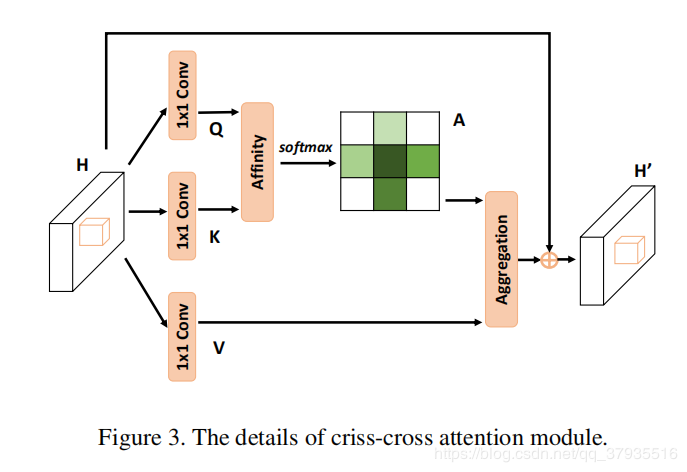 H
1x1 Conv
Q
1x1 Conv
K
1x1 Conv
V
Affinity
softmax
A
Aggregation
H’
Figure 3. The details of criss-cross attention module.
https://blog.csdn.net/qq_37935516